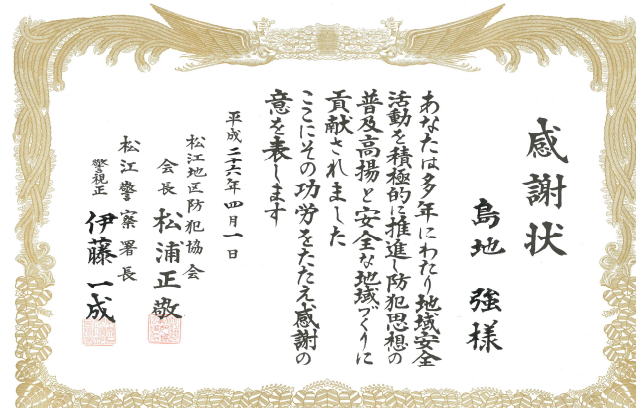 感謝状
島地 強様
あなたは多年にわたり地域安全
活動を積極的に推進し防犯思想の
普及高揚と安全な地域づくりに
貢献されました
ここにその功労をたたえ感謝の
意を表します
平成二十六年四月一日
松江地区防犯協会
会長 松浦正敬
松江警察署長
警視正 伊藤一成